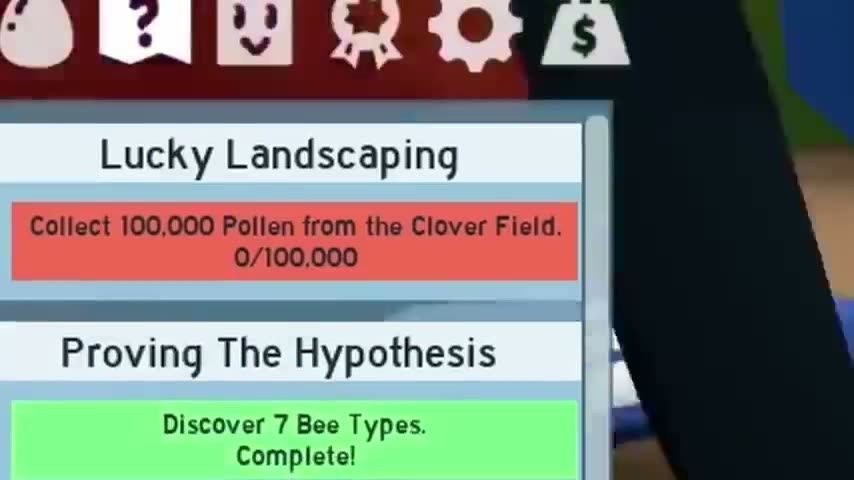 ?
$
Lucky Landscaping
Collect 100,000 Pollen from the Clover Field.
0/100,000
Proving The Hypothesis
Discover 7 Bee Types.
Complete!